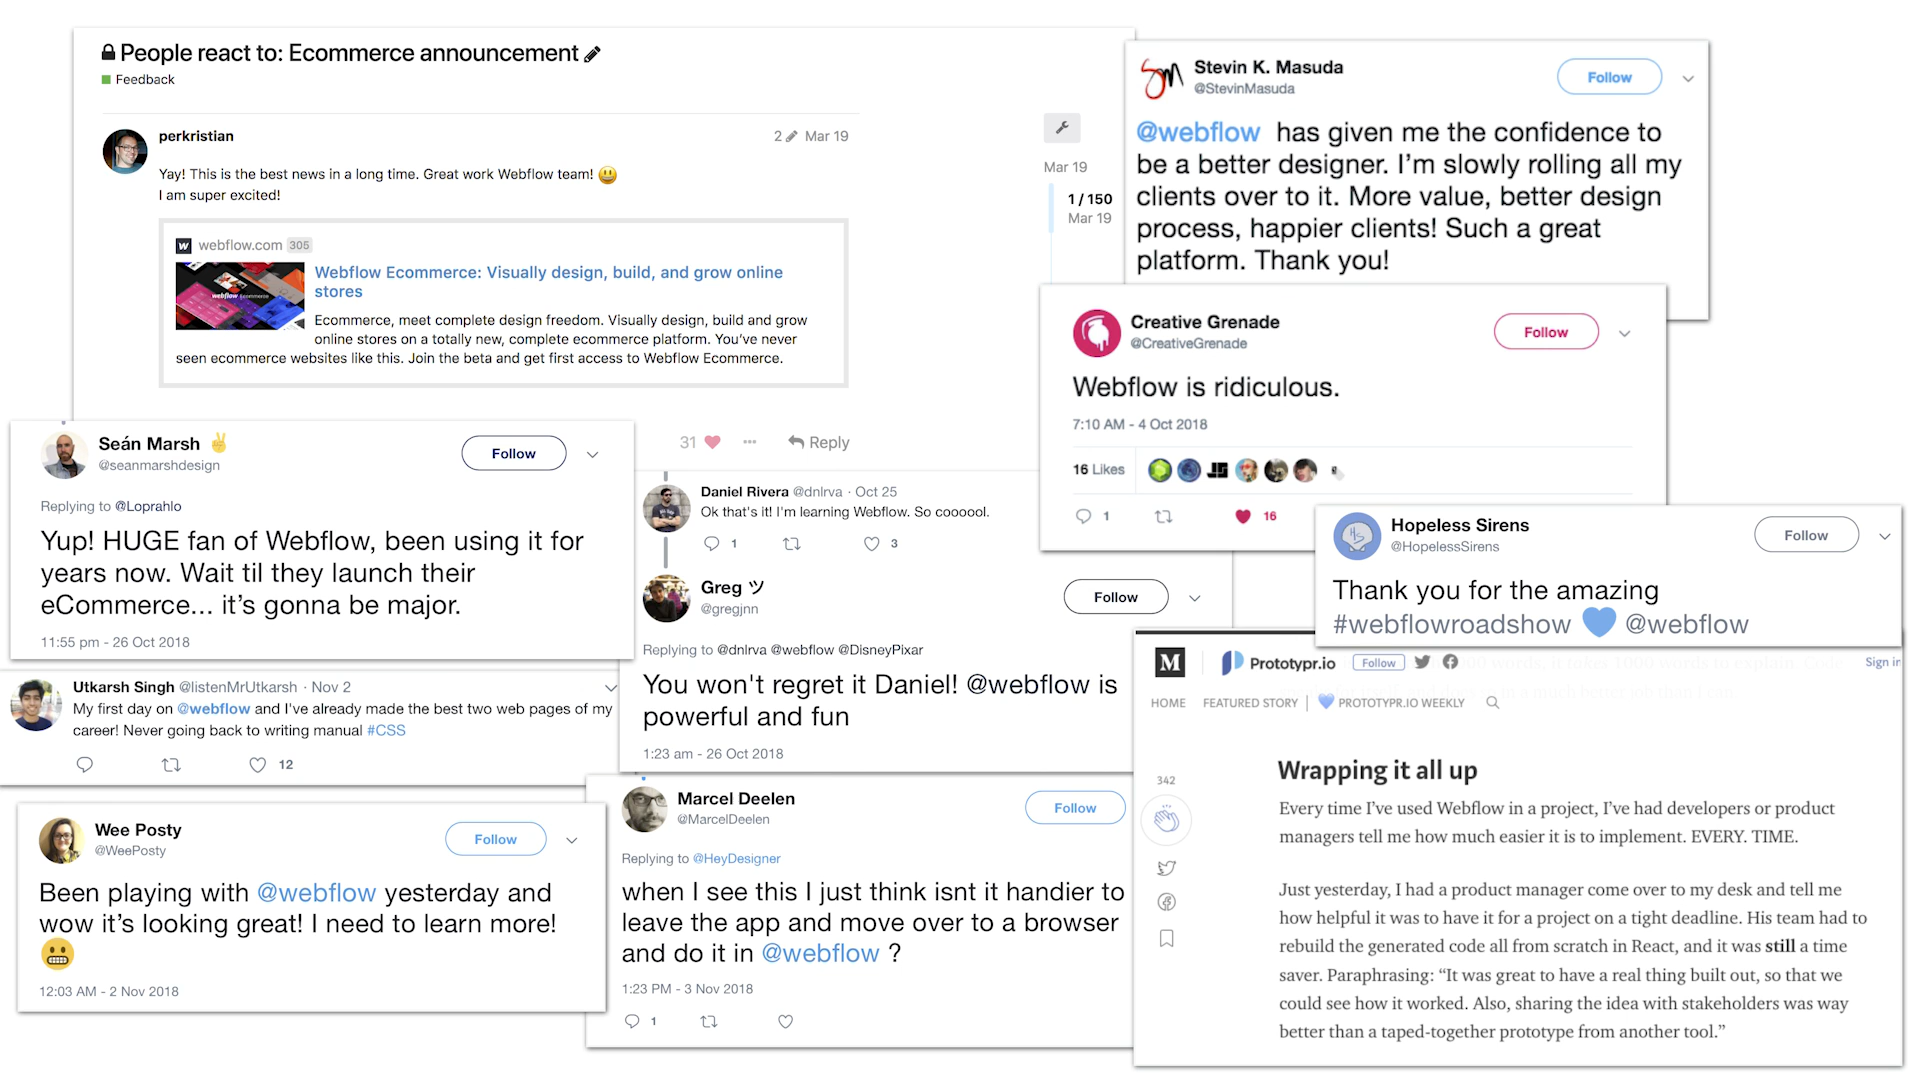 People react to: Ecommerce announcement
Feedback
perkristian
2 Mar 19
Yay! This is the best news in a long time. Great work Webflow team! 😃
I am super excited!
webflow.com 305
webflow Ecommerce
Webflow Ecommerce: Visually design, build, and grow online
stores
Ecommerce, meet complete design freedom. Visually design, build and grow
online stores on a totally new, complete ecommerce platform. You’ve never
seen ecommerce websites like this. Join the beta and get first access to Webflow Ecommerce.
31
Reply
Mar 19
1 / 150
Mar 19
Stevin K. Masuda
@StevinMasuda
Follow
@webflow has given me the confidence to
be a better designer. I’m slowly rolling all my
clients over to it. More value, better design
process, happier clients! Such a great
platform. Thank you!
Creative Grenade
@CreativeGrenade
Follow
Webflow is ridiculous.
7:10 AM - 4 Oct 2018
16 Likes
1
16
Seán Marsh ✌️
@seanmarshdesign
Follow
Replying to @Loprahlo
Yup! HUGE fan of Webflow, been using it for
years now. Wait til they launch their
eCommerce... it’s gonna be major.
11:55 pm - 26 Oct 2018
Daniel Rivera @dnlrva · Oct 25
Ok that's it! I'm learning Webflow. So coooool.
1
3
Greg ツ
@gregjnn
Follow
Replying to @dnlrva @webflow @DisneyPixar
You won't regret it Daniel! @webflow is
powerful and fun
1:23 am - 26 Oct 2018
Hopeless Sirens
@HopelessSirens
Follow
Thank you for the amazing
#webflowroadshow 💙 @webflow
Utkarsh Singh @listenMrUtkarsh · Nov 2
My first day on @webflow and I've already made the best two web pages of my
career! Never going back to writing manual #CSS
12
Wee Posty
@WeePosty
Follow
Been playing with @webflow yesterday and
wow it’s looking great! I need to learn more!
😬
12:03 AM - 2 Nov 2018
Marcel Deelen
@MarcelDeelen
Follow
Replying to @HeyDesigner
when I see this I just think isnt it handier to
leave the app and move over to a browser
and do it in @webflow ?
1:23 PM - 3 Nov 2018
1
M
Prototypr.io
Follow
Sign in
HOME FEATURED STORY | 💙 PROTOTYPR.IO WEEKLY
342
Wrapping it all up
Every time I’ve used Webflow in a project, I’ve had developers or product
managers tell me how much easier it is to implement. EVERY. TIME.
Just yesterday, I had a product manager come over to my desk and tell me
how helpful it was to have it for a project on a tight deadline. His team had to
rebuild the generated code all from scratch in React, and it was still a time
saver. Paraphrasing: “It was great to have a real thing built out, so that we
could see how it worked. Also, sharing the idea with stakeholders was way
better than a taped-together prototype from another tool.”